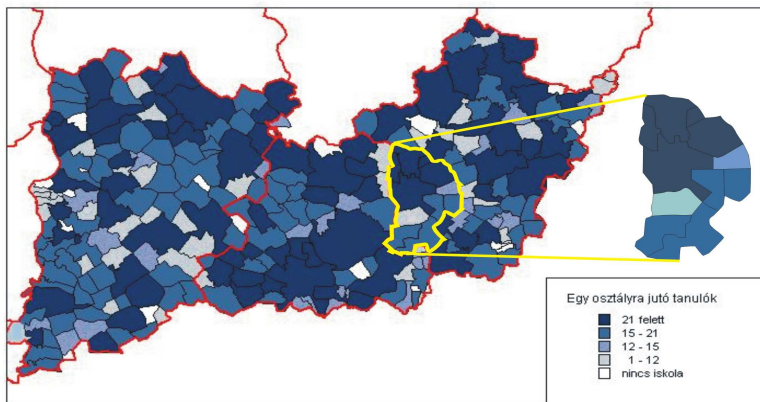 Egy osztályra jutó tanulók
21 felett
15 - 21
12 - 15
1 - 12
nincs iskola